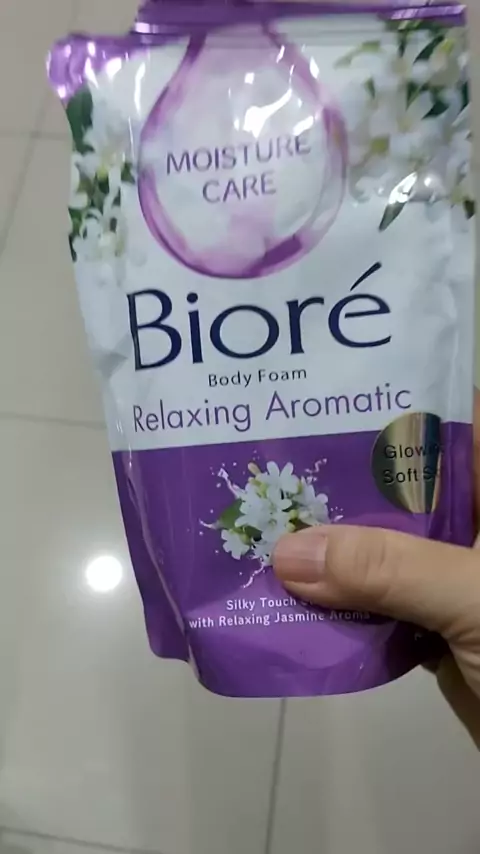 MOISTURE
CARE
Bioré
Body Foam
Relaxing Aromatic
Glow
Soft
Silky Touch
with Relaxing Jasmine Aroma